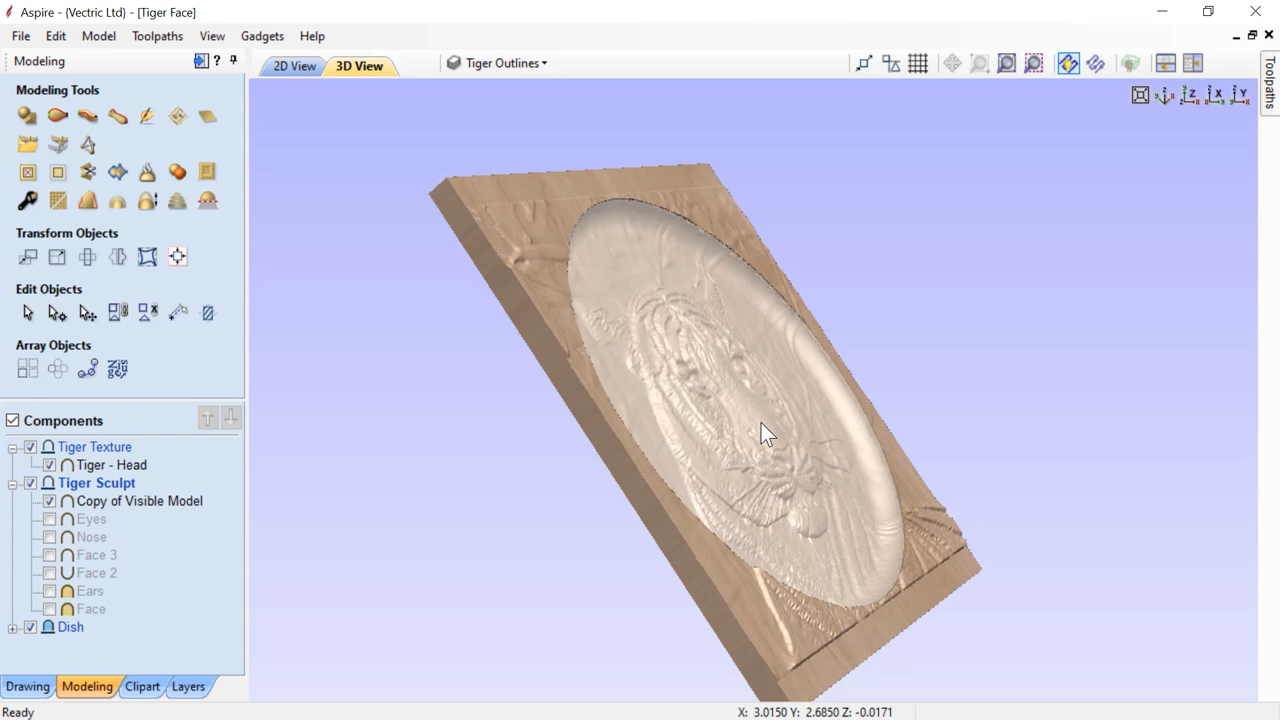 Aspire - {Vectric Ltd} - [Tiger Face]
File Edit Model Toolpaths View Gadgets Help
Modeling ?
2D View 3D View Tiger Outlines
Z X Y
Toolpaths
Modeling Tools
Transform Objects
Edit Objects
Array Objects
Components
Tiger Texture
Tiger - Head
Tiger Sculpt
Copy of Visible Model
Eyes
Nose
Face 3
Face 2
Ears
Face
Dish
Drawing Modeling Clipart Layers
Ready X: 3.0150 Y: 2.6850 Z: -0.0171